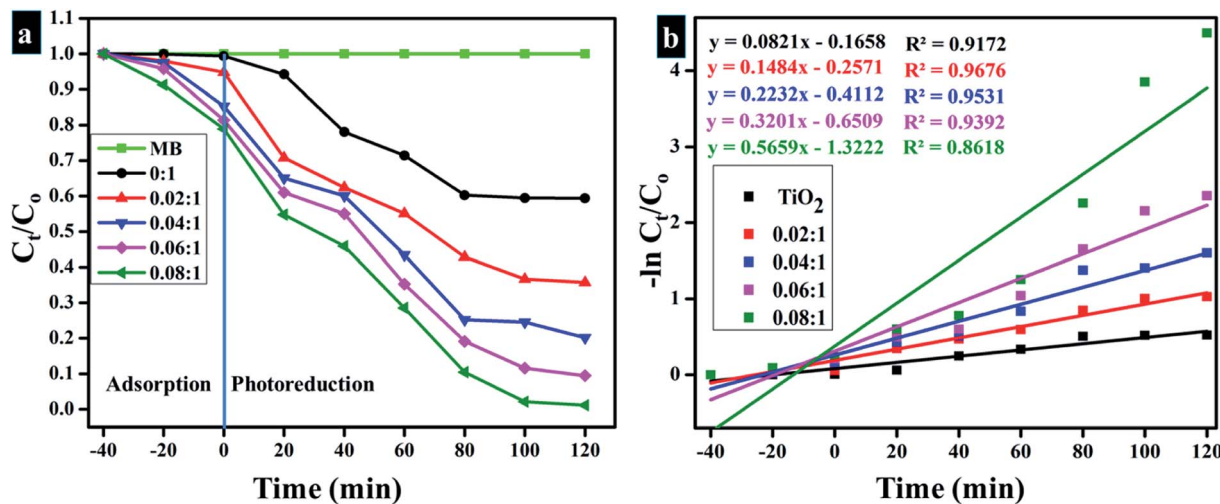 a
1.1
1.0
0.9
0.8
0.7
0.6
0.5
0.4
0.3
0.2
0.1
0.0
Ct/Co
MB
0:1
0.02:1
0.04:1
0.06:1
0.08:1
Adsorption
Photoreduction
-40 -20 0 20 40 60 80 100 120
Time (min)
b
y = 0.0821x - 0.1658 R² = 0.9172
y = 0.1484x - 0.2571 R² = 0.9676
y = 0.2232x - 0.4112 R² = 0.9531
y = 0.3201x - 0.6509 R² = 0.9392
y = 0.5659x - 1.3222 R² = 0.8618
4
3
2
1
0
-ln Ct/Co
TiO2
0.02:1
0.04:1
0.06:1
0.08:1
-40 -20 0 20 40 60 80 100 120
Time (min)